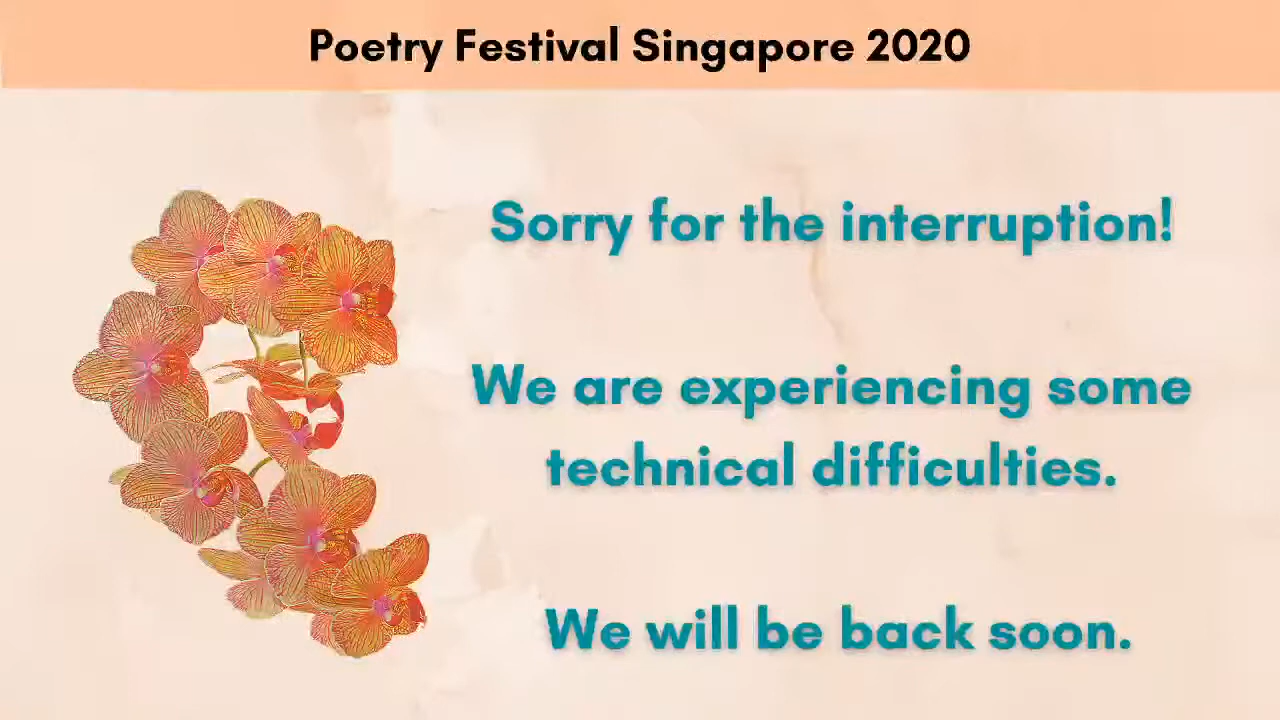 Poetry Festival Singapore 2020
Sorry for the interruption!
We are experiencing some
technical difficulties.
We will be back soon.